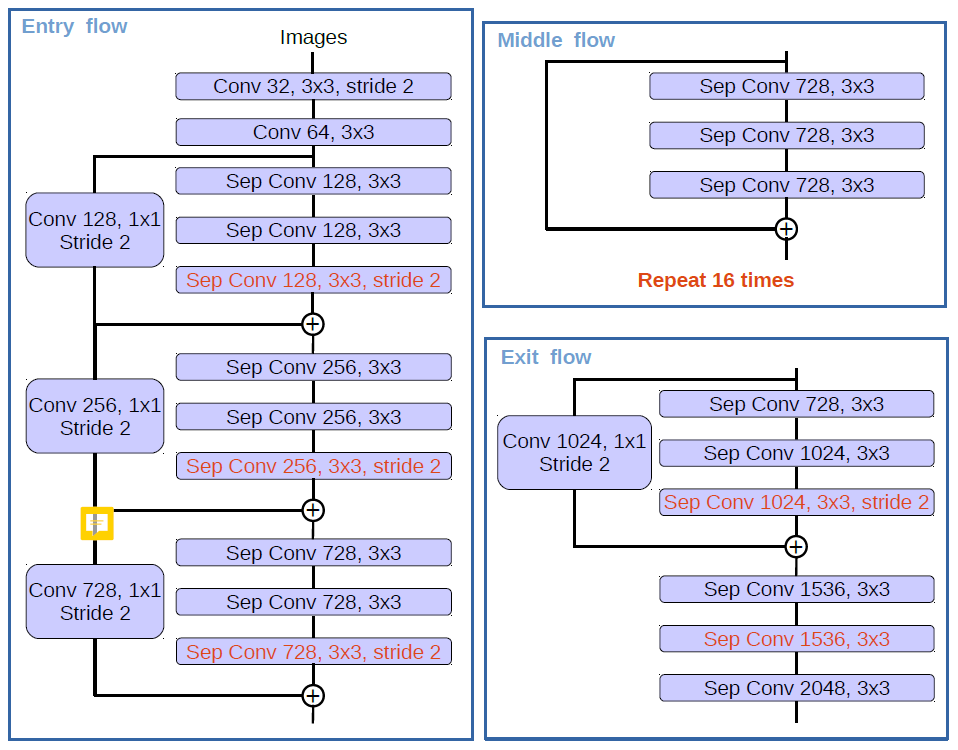 Entry flow
Images
Conv 32, 3x3, stride 2
Conv 64, 3x3
Sep Conv 128, 3x3
Conv 128, 1x1
Stride 2
Sep Conv 128, 3x3
Sep Conv 128, 3x3, stride 2
+
Sep Conv 256, 3x3
Conv 256, 1x1
Stride 2
Sep Conv 256, 3x3
Sep Conv 256, 3x3, stride 2
+
Sep Conv 728, 3x3
Conv 728, 1x1
Stride 2
Sep Conv 728, 3x3
Sep Conv 728, 3x3, stride 2
+
Middle flow
Sep Conv 728, 3x3
Sep Conv 728, 3x3
Sep Conv 728, 3x3
+
Repeat 16 times
Exit flow
Sep Conv 728, 3x3
Conv 1024, 1x1
Stride 2
Sep Conv 1024, 3x3
Sep Conv 1024, 3x3, stride 2
+
Sep Conv 1536, 3x3
Sep Conv 1536, 3x3
Sep Conv 2048, 3x3